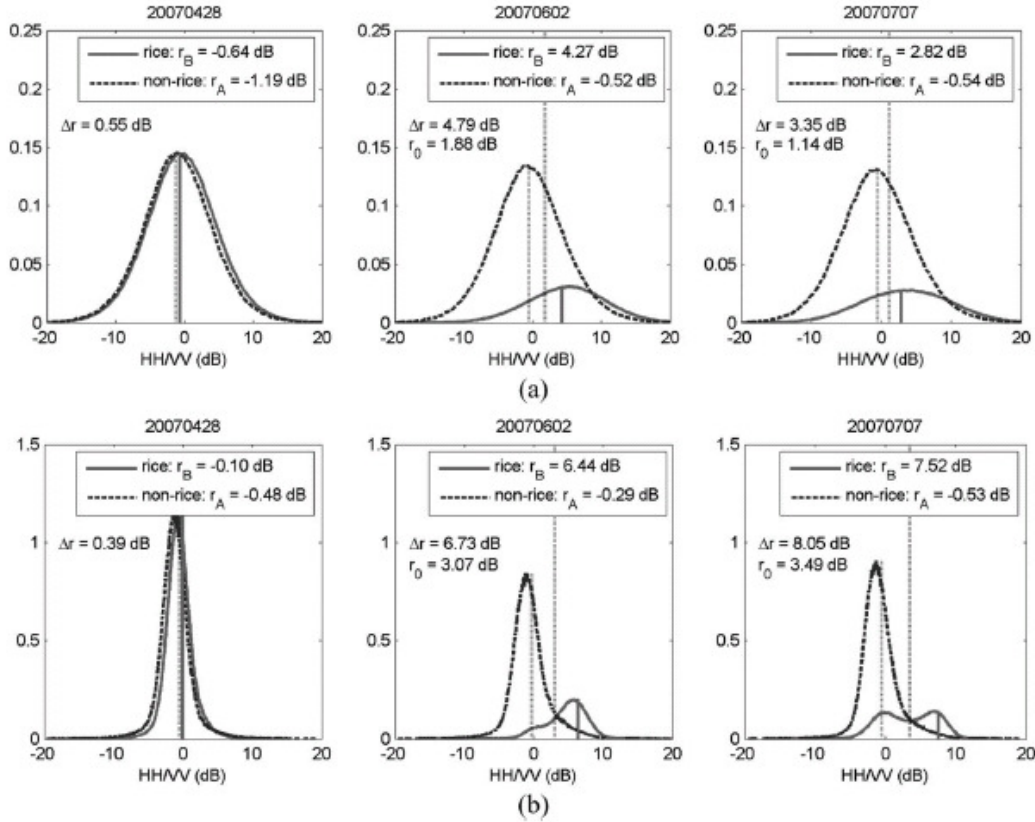 20070428
20070602
20070707
0.25
0.2
0.15
0.1
0.05
0
rice: r_B = -0.64 dB
non-rice: r_A = -1.19 dB
Δr = 0.55 dB
-20 -10 0 10 20
HH/VV (dB)
0.25
0.2
0.15
0.1
0.05
0
rice: r_B = 4.27 dB
non-rice: r_A = -0.52 dB
Δr = 4.79 dB
r_0 = 1.88 dB
-20 -10 0 10 20
HH/VV (dB)
0.25
0.2
0.15
0.1
0.05
0
rice: r_B = 2.82 dB
non-rice: r_A = -0.54 dB
Δr = 3.35 dB
r_0 = 1.14 dB
-20 -10 0 10 20
HH/VV (dB)
(a)
20070428
20070602
20070707
1.5
1
0.5
0
rice: r_B = -0.10 dB
non-rice: r_A = -0.48 dB
Δr = 0.39 dB
-20 -10 0 10 20
HH/VV (dB)
1.5
1
0.5
0
rice: r_B = 6.44 dB
non-rice: r_A = -0.29 dB
Δr = 6.73 dB
r_0 = 3.07 dB
-20 -10 0 10 20
HH/VV (dB)
1.5
1
0.5
0
rice: r_B = 7.52 dB
non-rice: r_A = -0.53 dB
Δr = 8.05 dB
r_0 = 3.49 dB
-20 -10 0 10 20
HH/VV (dB)
(b)